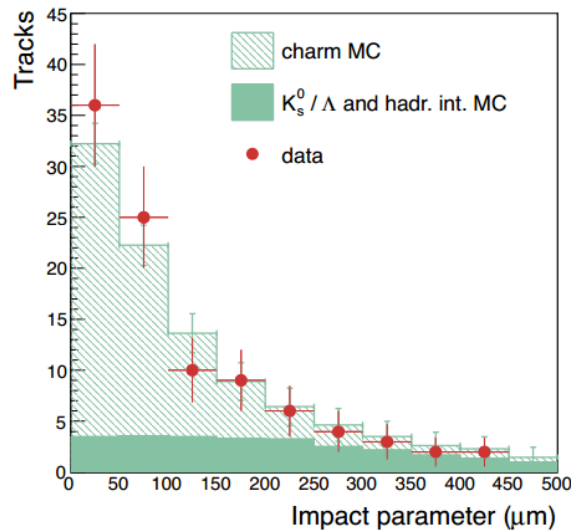 Tracks
45
40
35
30
25
20
15
10
5
0
charm MC
K⁰ₛ / Λ and hadr. int. MC
data
0 50 100 150 200 250 300 350 400 450 500
Impact parameter (μm)